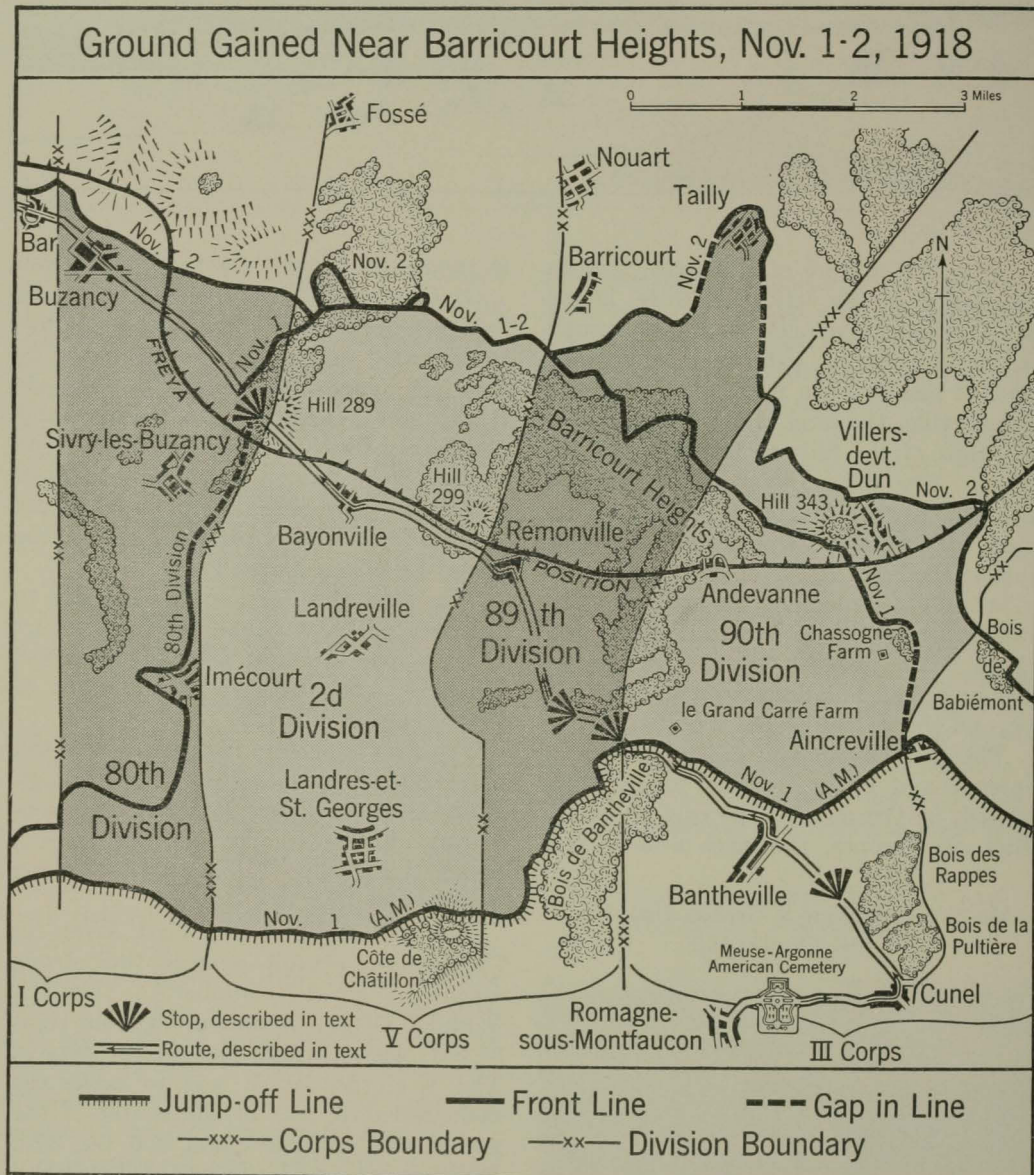 Ground Gained Near Barricourt Heights, Nov. 1-2, 1918
0 1 2 3 Miles
Fossé
Nouart
Tailly
N
Bar
Nov. 2
Nov. 2
Barricourt
Nov. 2
Buzancy
Nov. 1
Nov. 1-2
FREYA
Hill 289
Sivry-les-Buzancy
Barricourt Heights
Villers-
devt.
Dun
Hill
299
Hill 343
Nov. 2
Bayonville
Rémonville
POSITION
80th Division
Andevanne
Nov. 1
Landreville
89th
Division
90th
Division
Chassogne
Farm
Bois
de
Babiémont
Imécourt
2d
Division
le Grand Carré Farm
Aincreville
80th
Division
Landres-et-
St. Georges
Nov. 1 (A.M.)
Bois de Bantheville
Bantheville
Bois des
Rappes
Nov. 1 (A.M.)
Côte de
Châtillon
Bois de la
Pultière
Meuse-Argonne
American Cemetery
Cunel
I Corps
V Corps
Romagne-
sous-Montfaucon
III Corps
Stop, described in text
Route, described in text
Jump-off Line
Front Line
Gap in Line
xxx Corps Boundary
xx Division Boundary